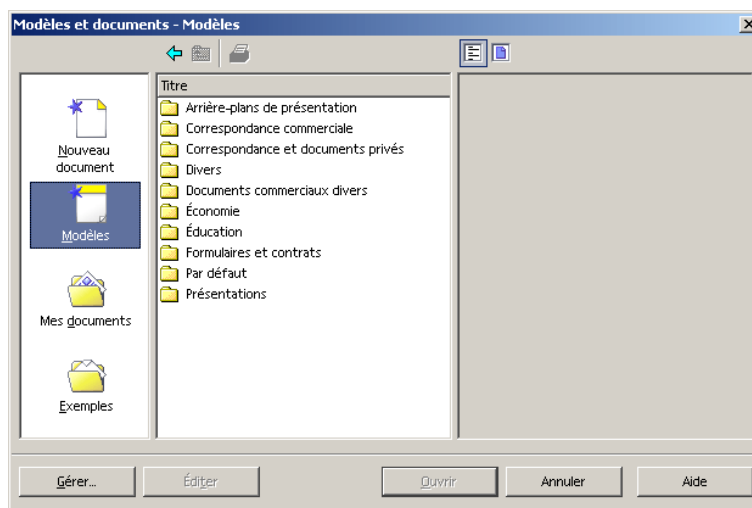 Modèles et documents - Modèles
Titre
Nouveau
document
Modèles
Mes documents
Exemples
Arrière-plans de présentation
Correspondance commerciale
Correspondance et documents privés
Divers
Documents commerciaux divers
Économie
Éducation
Formulaires et contrats
Par défaut
Présentations
Gérer...
Éditer
Ouvrir
Annuler
Aide